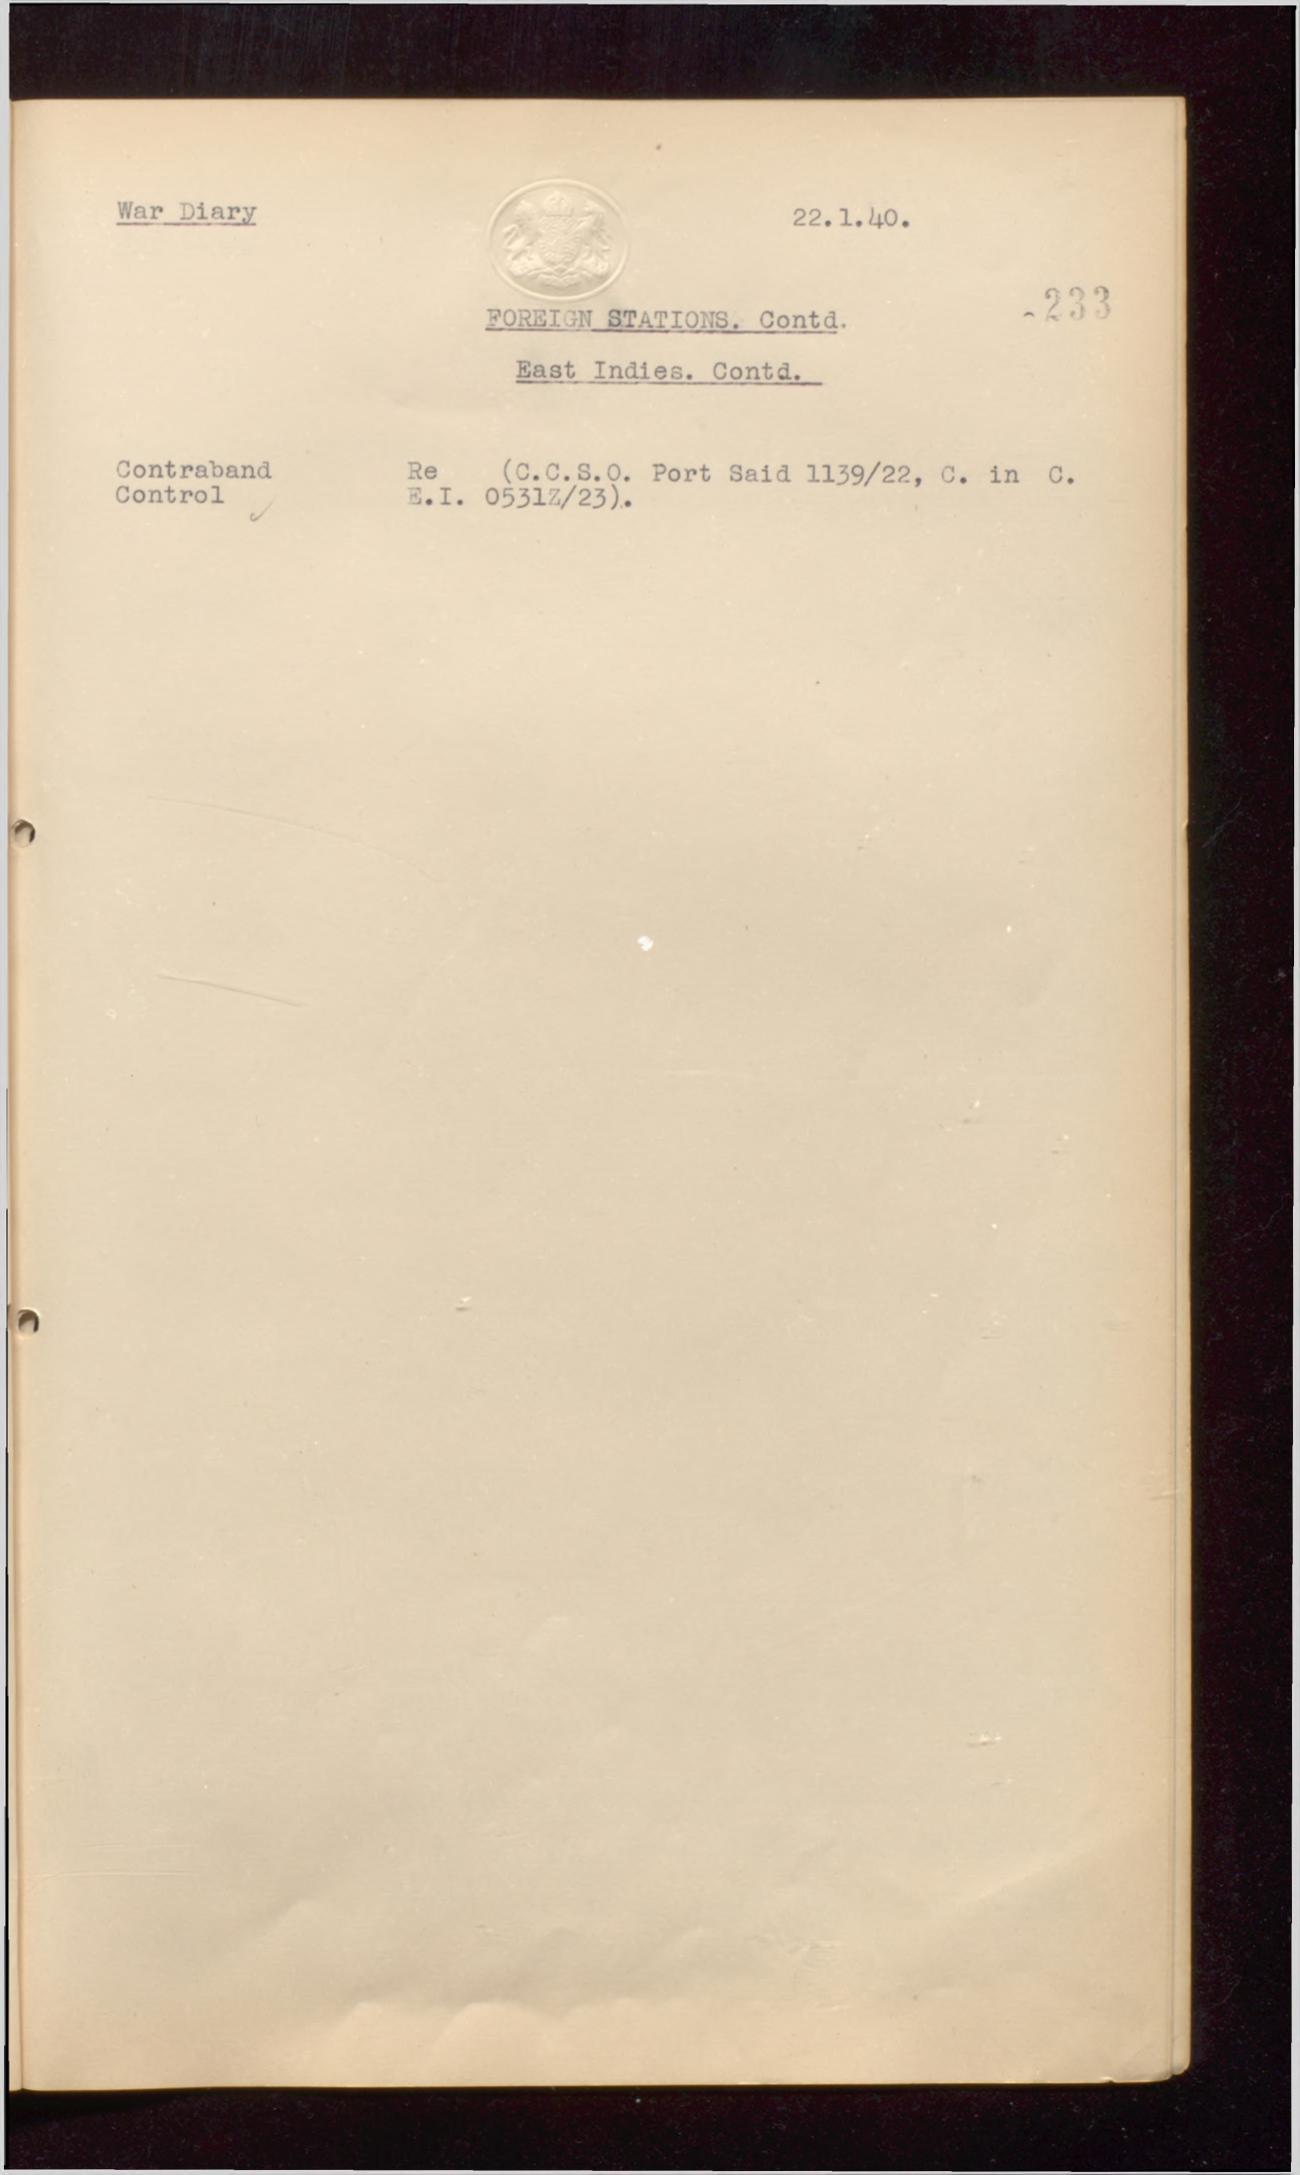 War Diary
22.1.40.
233
FOREIGN STATIONS. Contd.
East Indies. Contd.
Contraband Re (C.C.S.O. Port Said 1139/22, C. in C.
Control E.I. 0531Z/23).